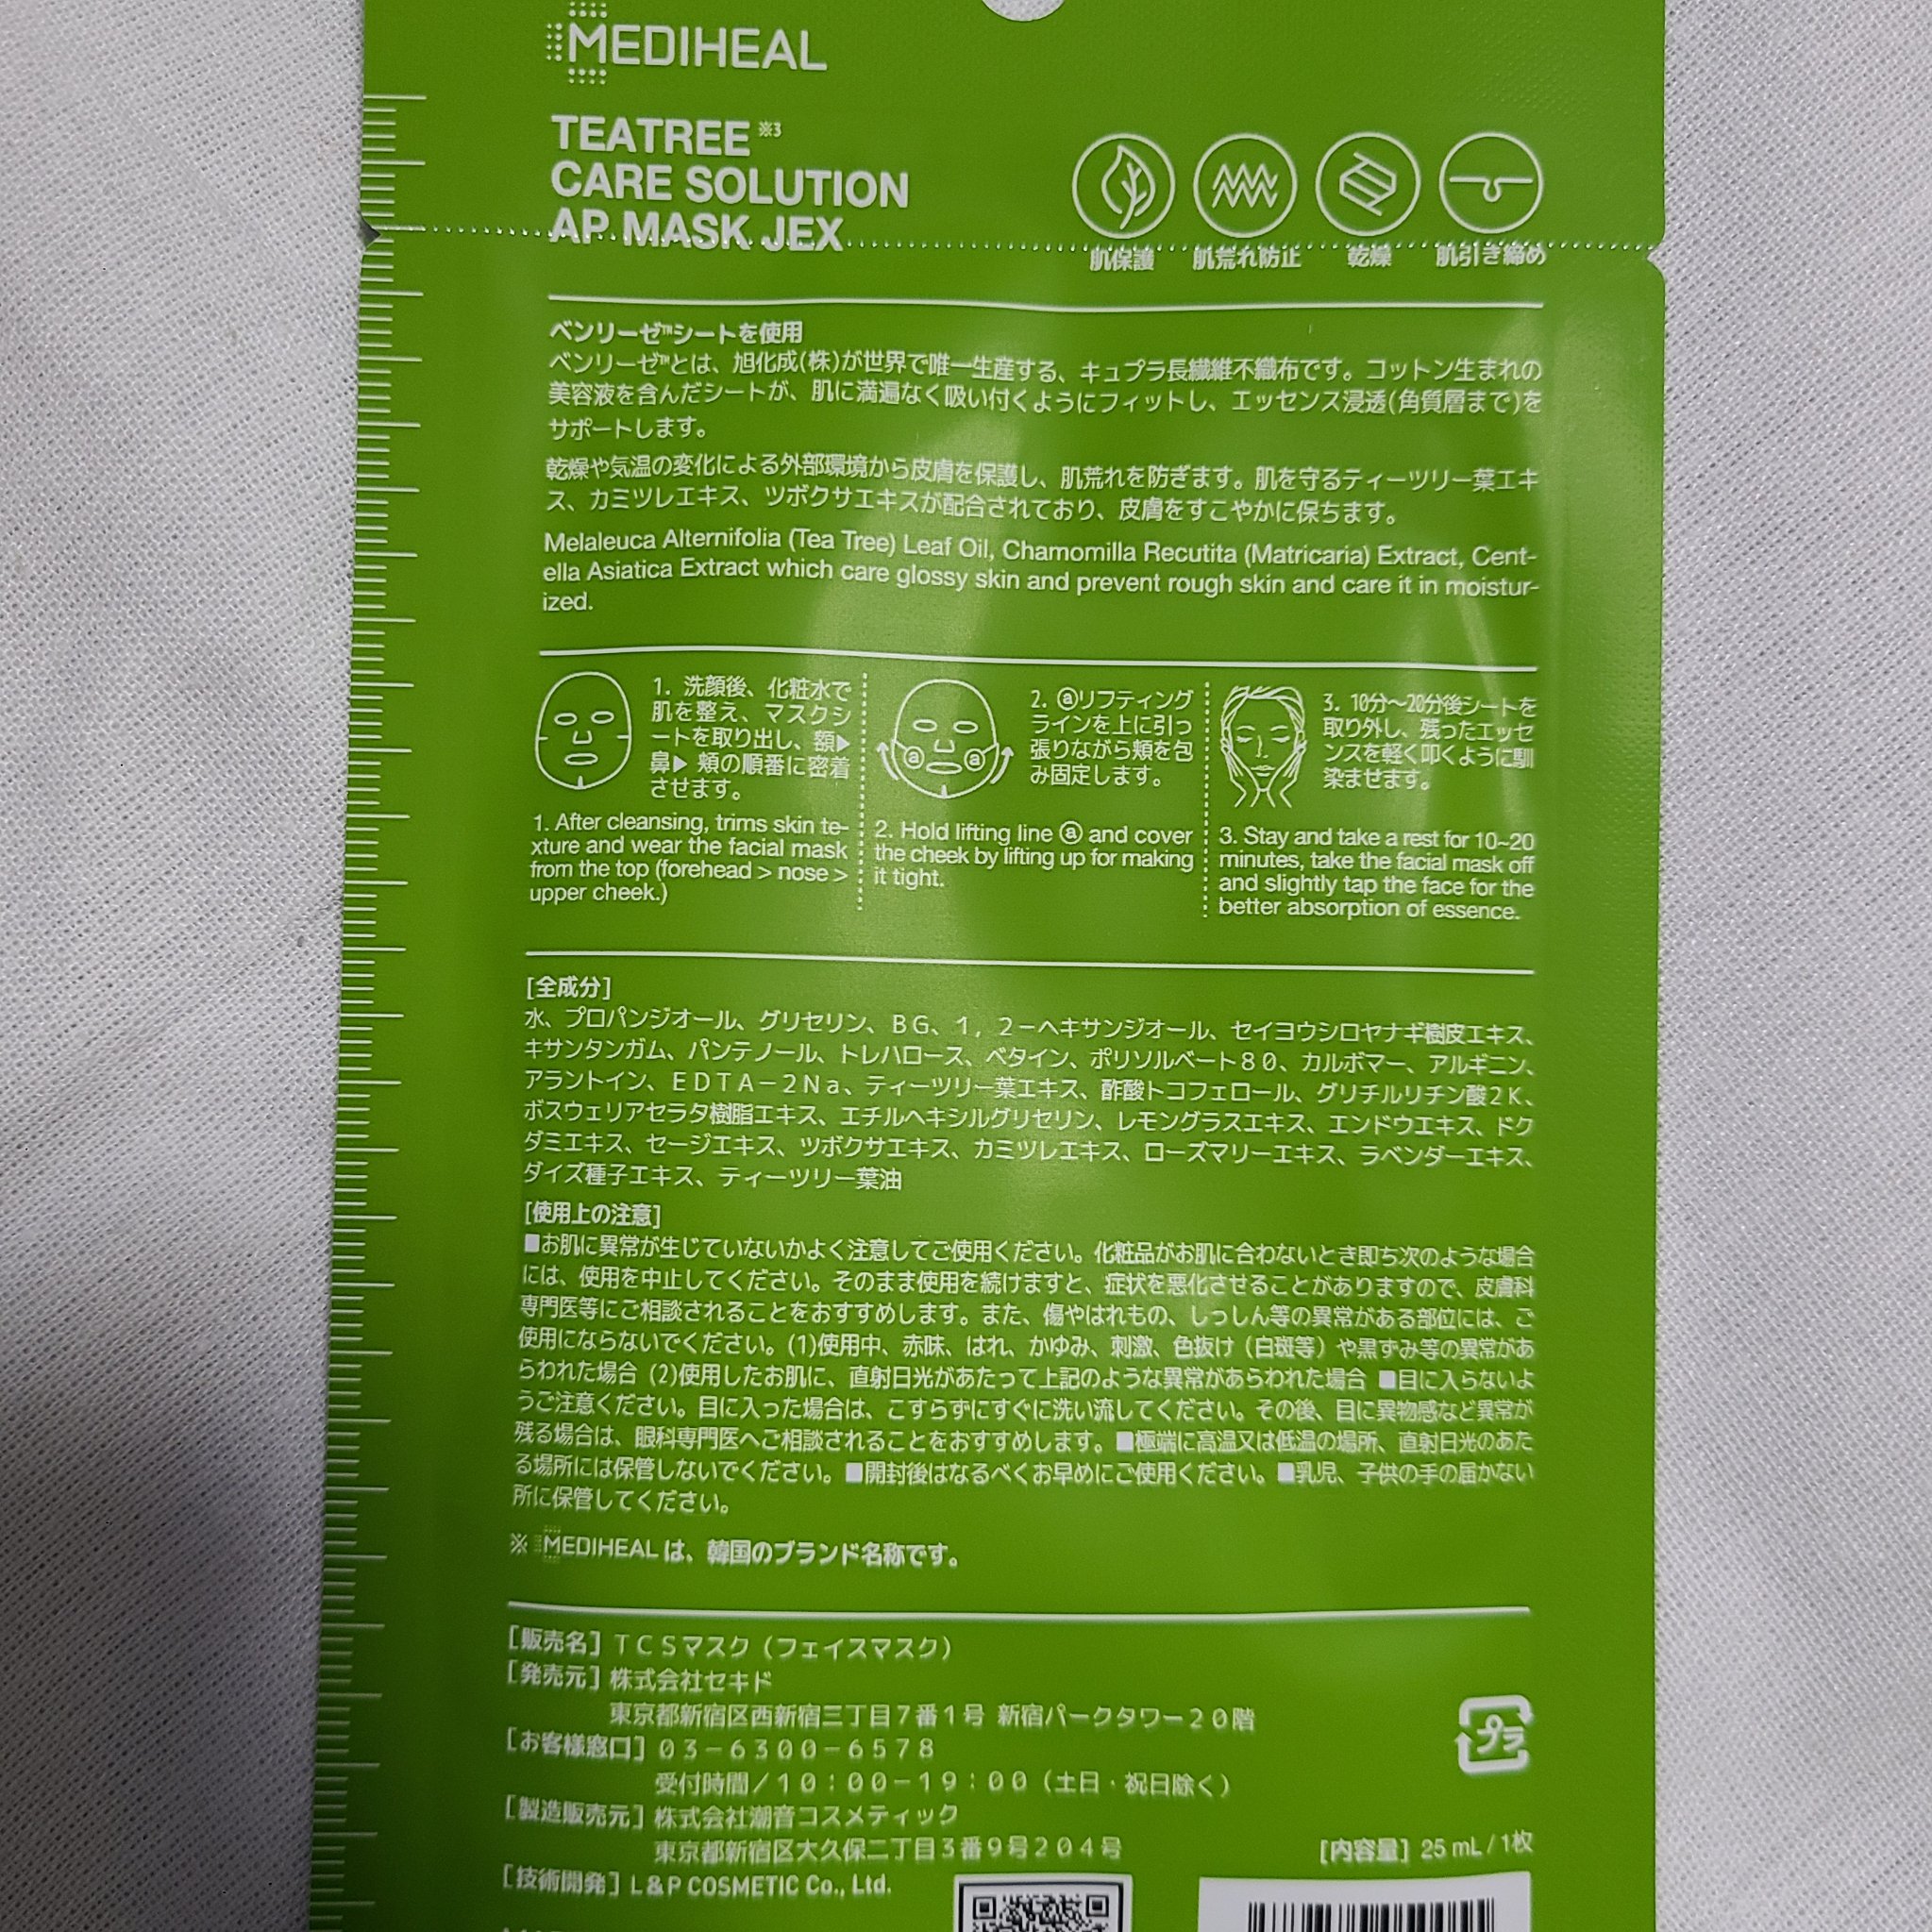 MEDIHEAL
TEATREE ※3
CARE SOLUTION
AP MASK JEX
肌保護 肌荒れ防止 乾燥 肌引き締め
ベンリーゼ™シートを使用
ベンリーゼ™とは、旭化成(株)が世界で唯一生産する、キュプラ長繊維不織布です。コットン生まれの
美容液を含んだシートが、肌に満遍なく吸い付くようにフィットし、エッセンス浸透(角質層まで)を
サポートします。
乾燥や気温の変化による外部環境から皮膚を保護し、肌荒れを防ぎます。肌を守るティーツリー葉エキ
ス、カミツレエキス、ツボクサエキスが配合されており、皮膚をすこやかに保ちます。
Melaleuca Alternifolia (Tea Tree) Leaf Oil, Chamomilla Recutita (Matricaria) Extract, Cent-
ella Asiatica Extract which care glossy skin and prevent rough skin and care it in moistur-
ized.
1. 洗顔後、化粧水で
肌を整え、マスクシ
ートを取り出し、額▶
鼻▶ 頬の順番に密着
させます。
1. After cleansing, trims skin te-
xture and wear the facial mask
from the top (forehead > nose >
upper cheek.)
ⓐ ⓐ
2. ⓐリフティング
ラインを上に引っ
張りながら頬を包
み固定します。
2. Hold lifting line ⓐ and cover
the cheek by lifting up for making
it tight.
3. 10分～20分後シートを
取り外し、残ったエッセ
ンスを軽く叩くように馴
染ませます。
3. Stay and take a rest for 10~20
minutes, take the facial mask off
and slightly tap the face for the
better absorption of essence.
[全成分]
水、プロパンジオール、グリセリン、ＢＧ、１，２－ヘキサンジオール、セイヨウシロヤナギ樹皮エキス、
キサンタンガム、パンテノール、トレハロース、ベタイン、ポリソルベート８０、カルボマー、アルギニン、
アラントイン、ＥＤＴＡ－２Ｎａ、ティーツリー葉エキス、酢酸トコフェロール、グリチルリチン酸２Ｋ、
ボスウェリアセラタ樹脂エキス、エチルヘキシルグリセリン、レモングラスエキス、エンドウエキス、ドク
ダミエキス、セージエキス、ツボクサエキス、カミツレエキス、ローズマリーエキス、ラベンダーエキス、
ダイズ種子エキス、ティーツリー葉油
[使用上の注意]
■お肌に異常が生じていないかよく注意してご使用ください。化粧品がお肌に合わないとき即ち次のような場合
には、使用を中止してください。そのまま使用を続けますと、症状を悪化させることがありますので、皮膚科
専門医等にご相談されることをおすすめします。また、傷やはれもの、しっしん等の異常がある部位には、ご
使用にならないでください。(1)使用中、赤味、はれ、かゆみ、刺激、色抜け（白斑等）や黒ずみ等の異常があ
らわれた場合 (2)使用したお肌に、直射日光があたって上記のような異常があらわれた場合 ■目に入らないよ
うご注意ください。目に入った場合は、こすらずにすぐに洗い流してください。その後、目に異物感など異常が
残る場合は、眼科専門医へご相談されることをおすすめします。■極端に高温又は低温の場所、直射日光のあた
る場所には保管しないでください。■開封後はなるべくお早めにご使用ください。■乳児、子供の手の届かない
所に保管してください。
※ MEDIHEAL は、韓国のブランド名称です。
[販売名] ＴＣＳマスク（フェイスマスク）
[発売元] 株式会社セキド
東京都新宿区西新宿三丁目７番１号 新宿パークタワー２０階
[お客様窓口] ０３－６３００－６５７８
受付時間／１０：００－１９：００（土日・祝日除く）
プラ
[製造販売元] 株式会社潮音コスメティック
東京都新宿区大久保二丁目３番９号２０４号
[内容量] 25 mL / 1枚
[技術開発] L&P COSMETIC Co., Ltd.